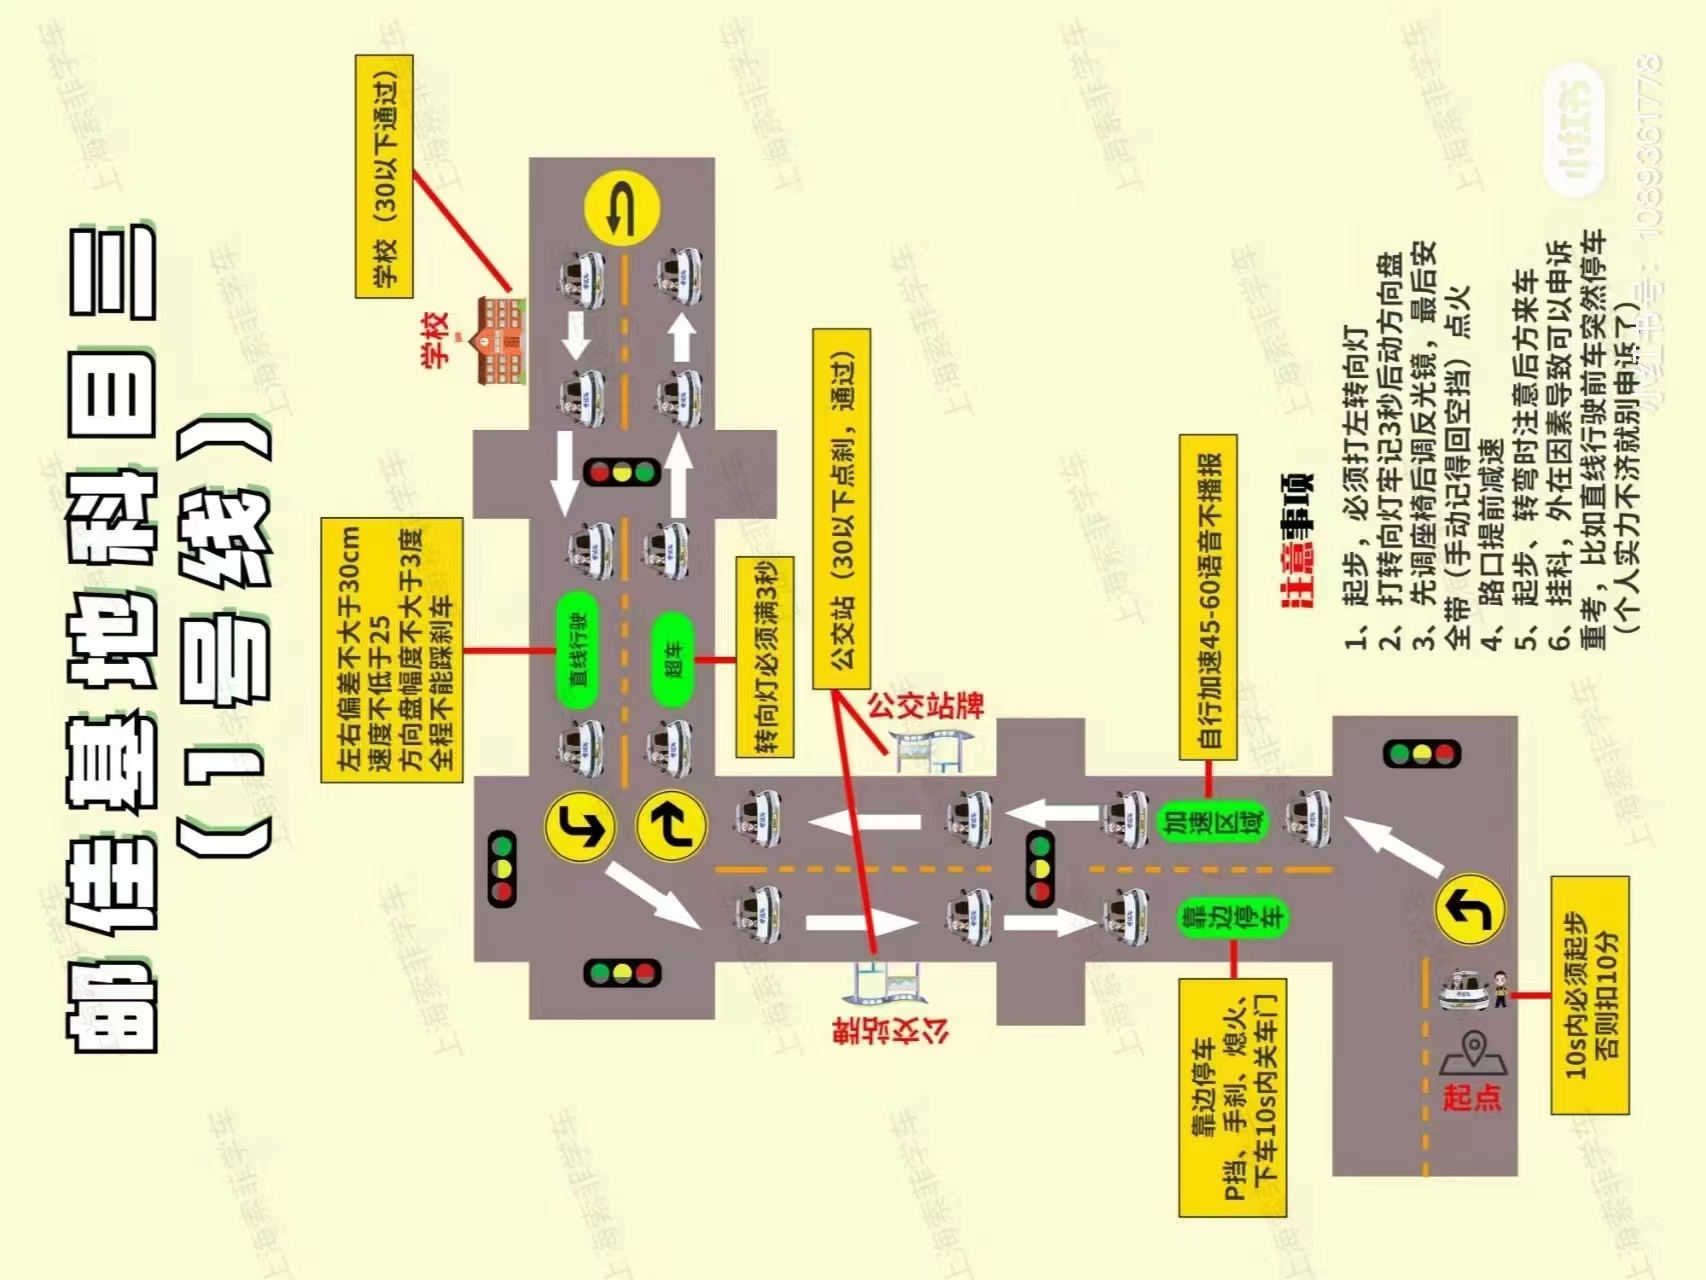 邮佳基地科目三
（1号线）
学校（30以下通过）
学校
左右偏差不大于30cm
速度不低于25
方向盘幅度不大于3度
全程不能踩刹车
直线行驶
超车
转向灯必须满3秒
公交站（30以下点刹，通过）
公交站牌
公交站牌
自行加速45-60语音不播报
加速区域
靠边停车
靠边停车
P挡、手刹、熄火、
下车10s内关车门
10s内必须起步
否则扣10分
起点
注意事项
1、起步，必须打左转向灯
2、打转向灯牢记3秒后动方向盘
3、先调座椅后调反光镜，最后安
全带（手动记得回空挡）点火
4、路口提前减速
5、起步、转弯时注意后方来车
6、挂科，外在因素导致可以申诉
重考，比如直线行驶前车突然停车
（个人实力不济就别申诉了）
小红书
小红书号：1089361778
上海索菲学车